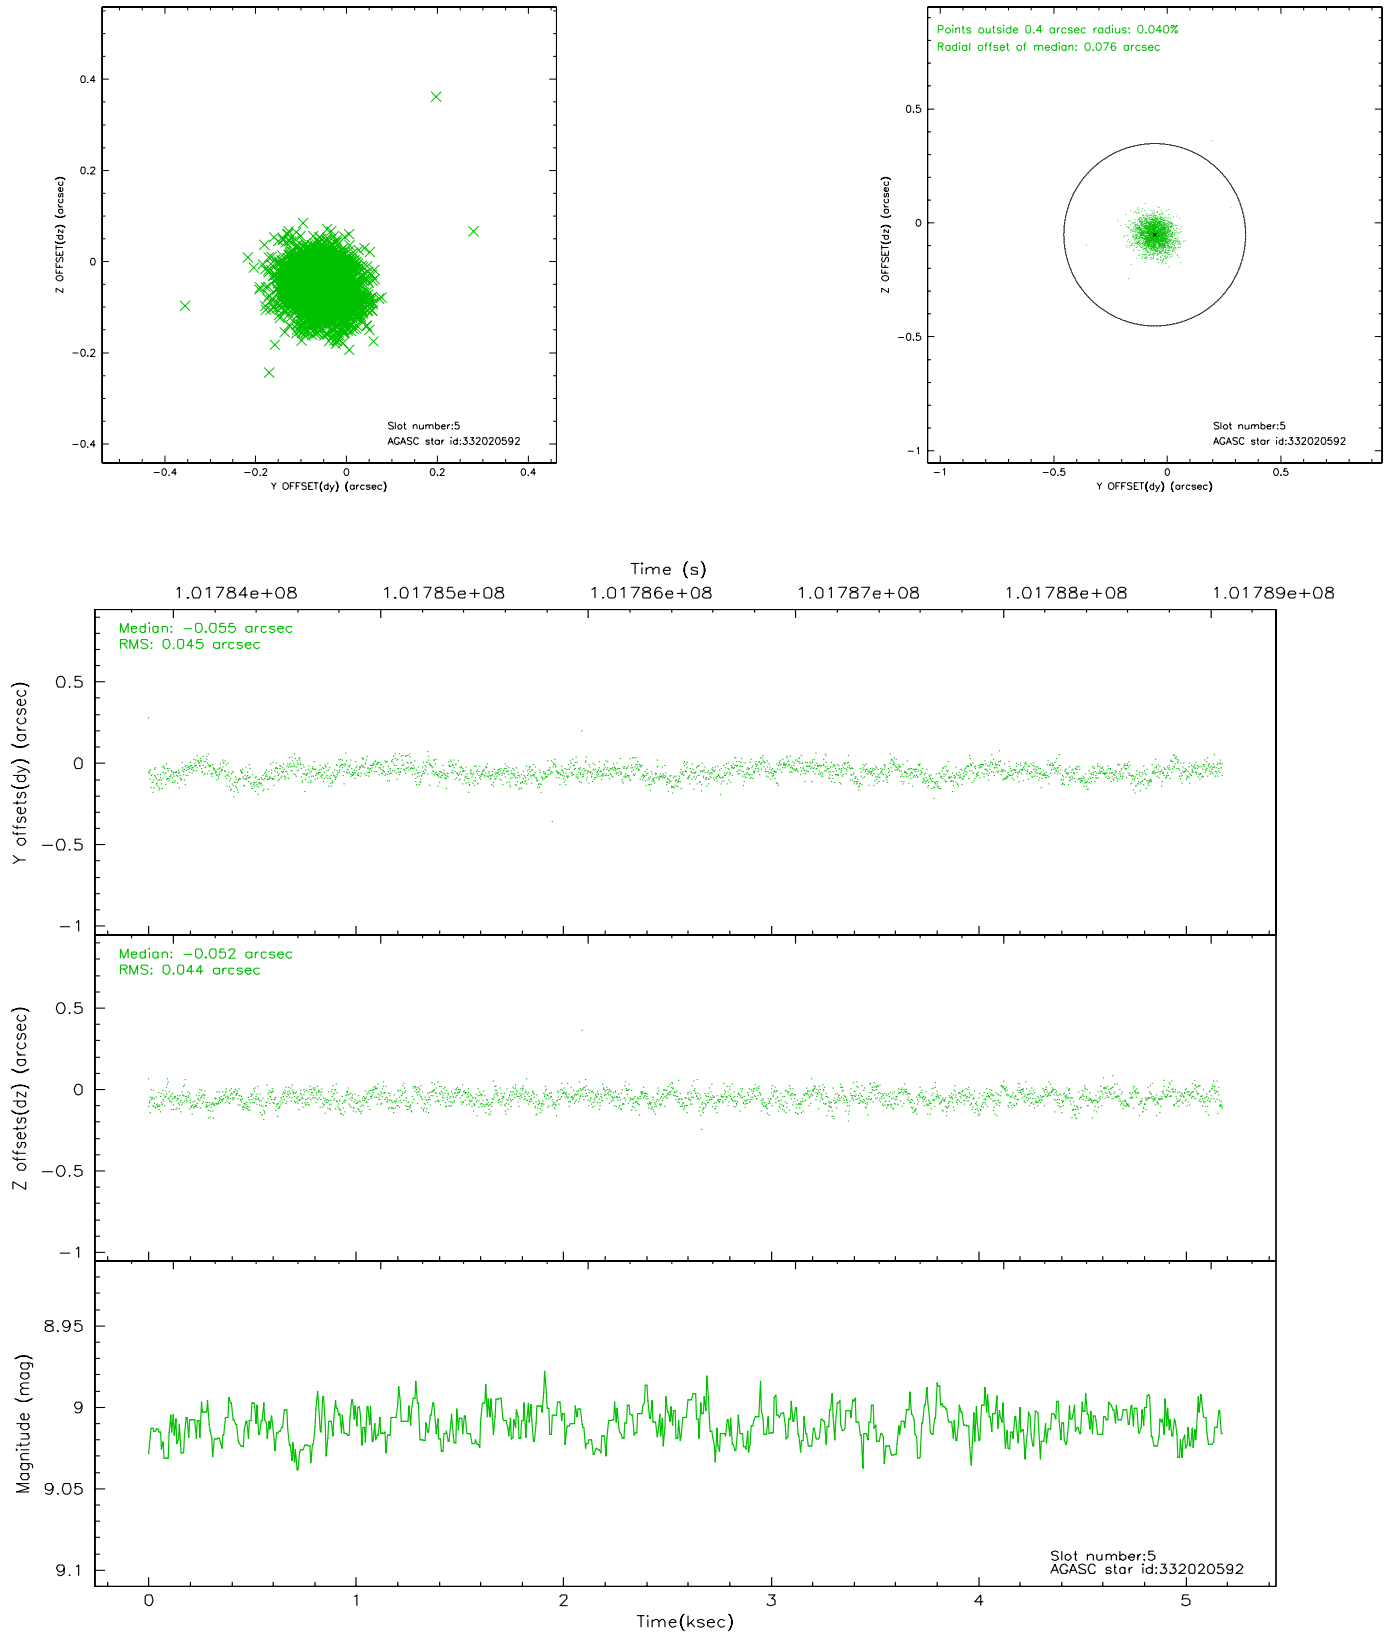 0.4
0.2
0
−0.2
−0.4
Z OFFSET(dz) (arcsec)
−0.4 −0.2 0 0.2 0.4
Y OFFSET(dy) (arcsec)
Slot number:5
AGASC star id:332020592
Points outside 0.4 arcsec radius: 0.040%
Radial offset of median: 0.076 arcsec
0.5
0
−0.5
−1
Z OFFSET(dz) (arcsec)
−1 −0.5 0 0.5
Y OFFSET(dy) (arcsec)
Slot number:5
AGASC star id:332020592
Time (s)
1.01784e+08 1.01785e+08 1.01786e+08 1.01787e+08 1.01788e+08 1.01789e+08
Median: −0.055 arcsec
RMS: 0.045 arcsec
0.5
0
−0.5
−1
Y offsets(dy) (arcsec)
Median: −0.052 arcsec
RMS: 0.044 arcsec
0.5
0
−0.5
−1
Z offsets(dz) (arcsec)
8.95
9
9.05
9.1
Magnitude (mag)
Slot number:5
AGASC star id:332020592
0 1 2 3 4 5
Time(ksec)